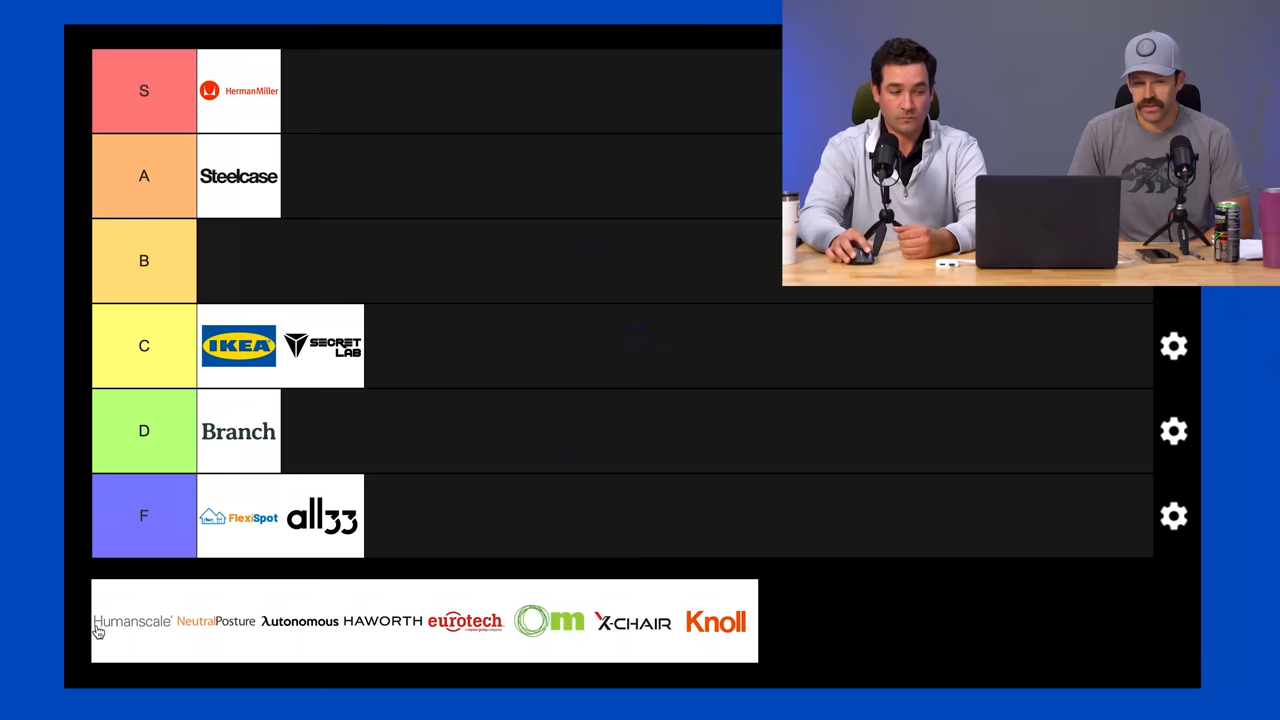 S
HermanMiller
A
Steelcase
B
C
IKEA
SECRET
LAB
D
Branch
F
FlexiSpot
all33
Humanscale
NeutralPosture
Autonomous
HAWORTH
eurotech
Om
X-CHAIR
Knoll